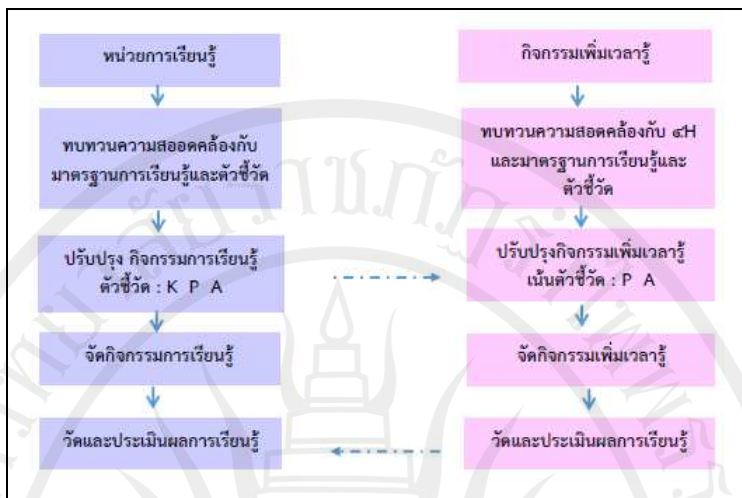 หน่วยการเรียนรู้
ทบทวนความสออดคล้องกับ
มาตรฐานการเรียนรู้และตัวชี้วัด
ปรับปรุง กิจกรรมการเรียนรู้
ตัวชี้วัด : K P A
จัดกิจกรรมการเรียนรู้
วัดและประเมินผลการเรียนรู้
กิจกรรมเพิ่มเวลารู้
ทบทวนความสอดคล้องกับ ๔H
และมาตรฐานการเรียนรู้และ
ตัวชี้วัด
ปรับปรุงกิจกรรมเพิ่มเวลารู้
เน้นตัวชี้วัด : P A
จัดกิจกรรมเพิ่มเวลารู้
วัดและประเมินผลการเรียนรู้